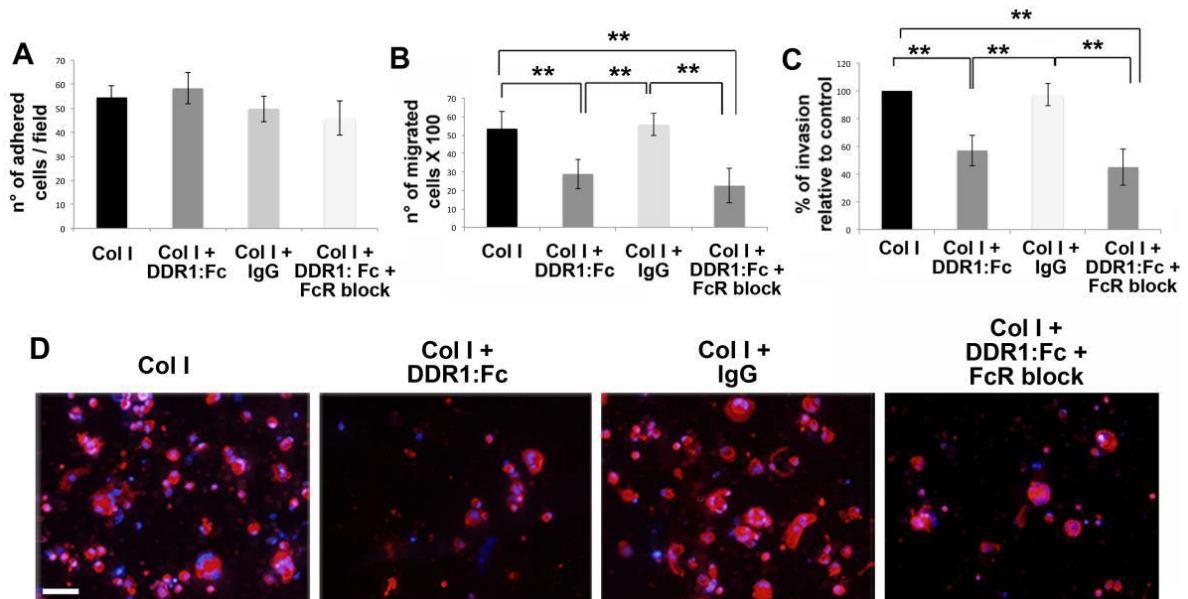 A
n° of adhered
cells / field
70
60
50
40
30
20
10
0
Col I
Col I +
DDR1:Fc
Col I +
IgG
Col I +
DDR1: Fc +
FcR block
B
n° of migrated
cells X 100
**
**
**
**
70
60
50
40
30
20
10
0
Col I
Col I +
DDR1:Fc
Col I +
IgG
Col I +
DDR1:Fc +
FcR block
C
% of invasion
relative to control
**
**
**
**
120
100
80
60
40
20
0
Col I
Col I +
DDR1:Fc
Col I +
IgG
Col I +
DDR1:Fc +
FcR block
D
Col I
Col I +
DDR1:Fc
Col I +
IgG
Col I +
DDR1:Fc +
FcR block